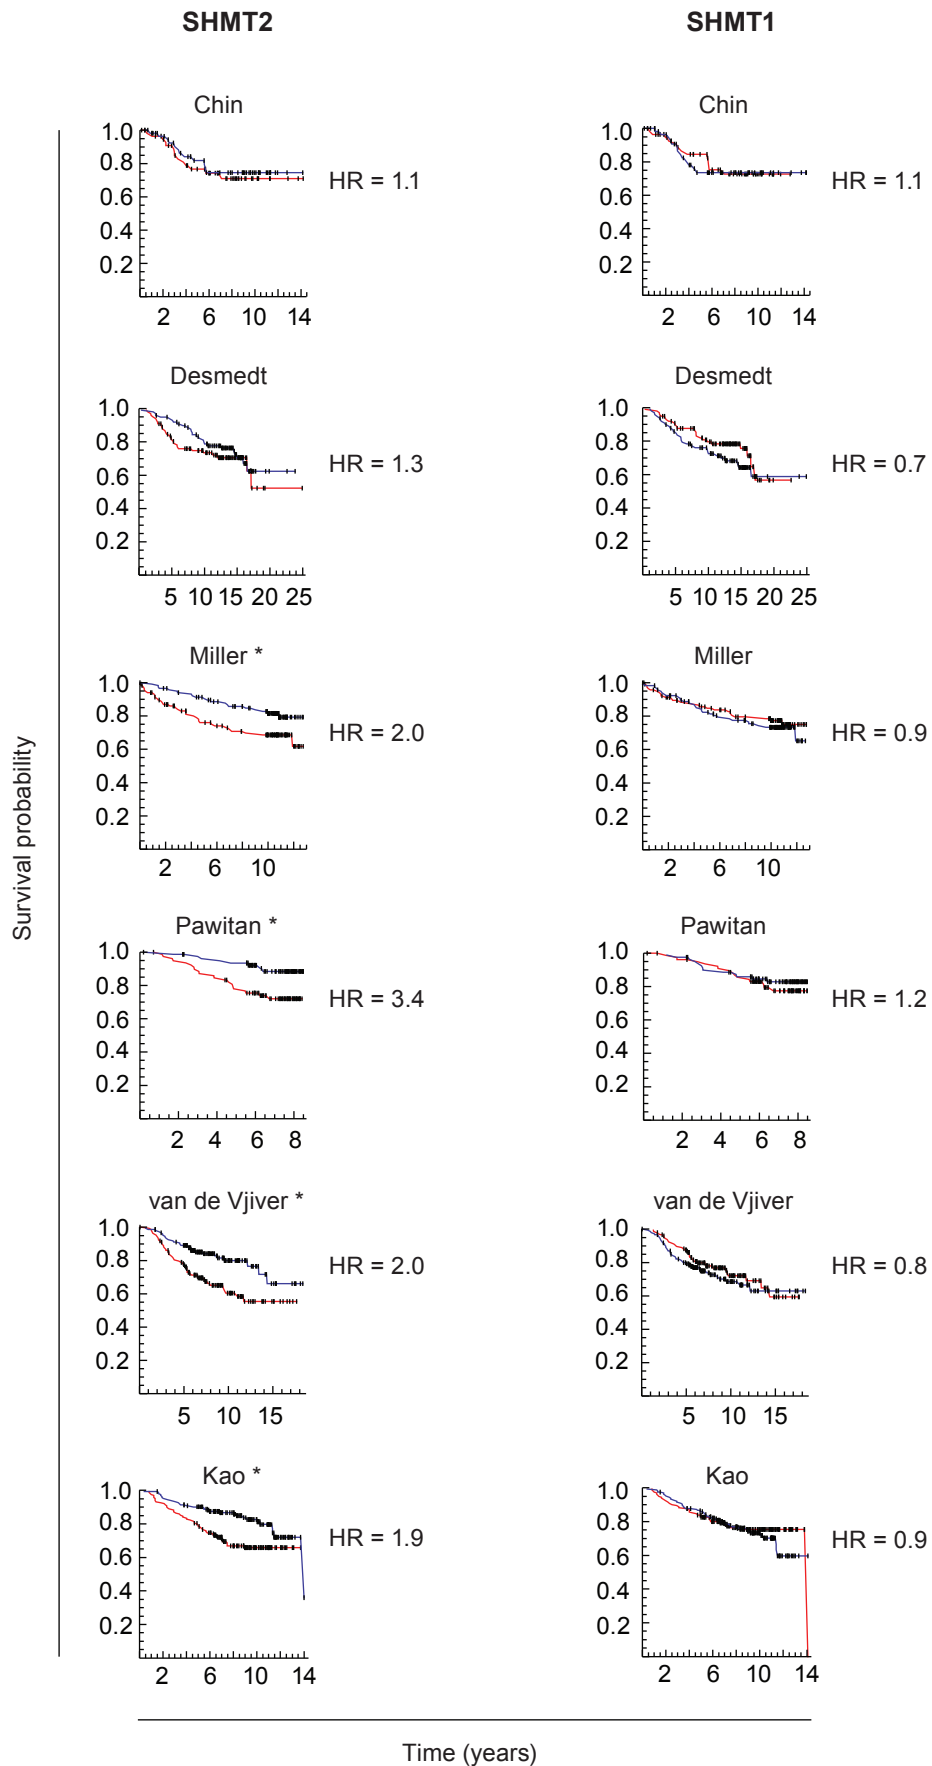 SHMT2 SHMT1
Chin Chin
1.0 1.0
0.8 0.8
0.6 HR = 1.1 0.6 HR = 1.1
0.4 0.4
0.2 0.2
2 6 10 14 2 6 10 14
Desmedt Desmedt
1.0 1.0
0.8 0.8
0.6 HR = 1.3 0.6 HR = 0.7
0.4 0.4
0.2 0.2
5 10 15 20 25 5 10 15 20 25
Miller * Miller
1.0 1.0
0.8 HR = 2.0 0.8 HR = 0.9
0.6 0.6
0.4 0.4
0.2 0.2
2 6 10 2 6 10
Survival probability
Pawitan * Pawitan
1.0 1.0
0.8 HR = 3.4 0.8 HR = 1.2
0.6 0.6
0.4 0.4
0.2 0.2
2 4 6 8 2 4 6 8
van de Vjiver * van de Vjiver
1.0 1.0
0.8 HR = 2.0 0.8 HR = 0.8
0.6 0.6
0.4 0.4
0.2 0.2
5 10 15 5 10 15
Kao * Kao
1.0 1.0
0.8 HR = 1.9 0.8 HR = 0.9
0.6 0.6
0.4 0.4
0.2 0.2
2 6 10 14 2 6 10 14
Time (years)